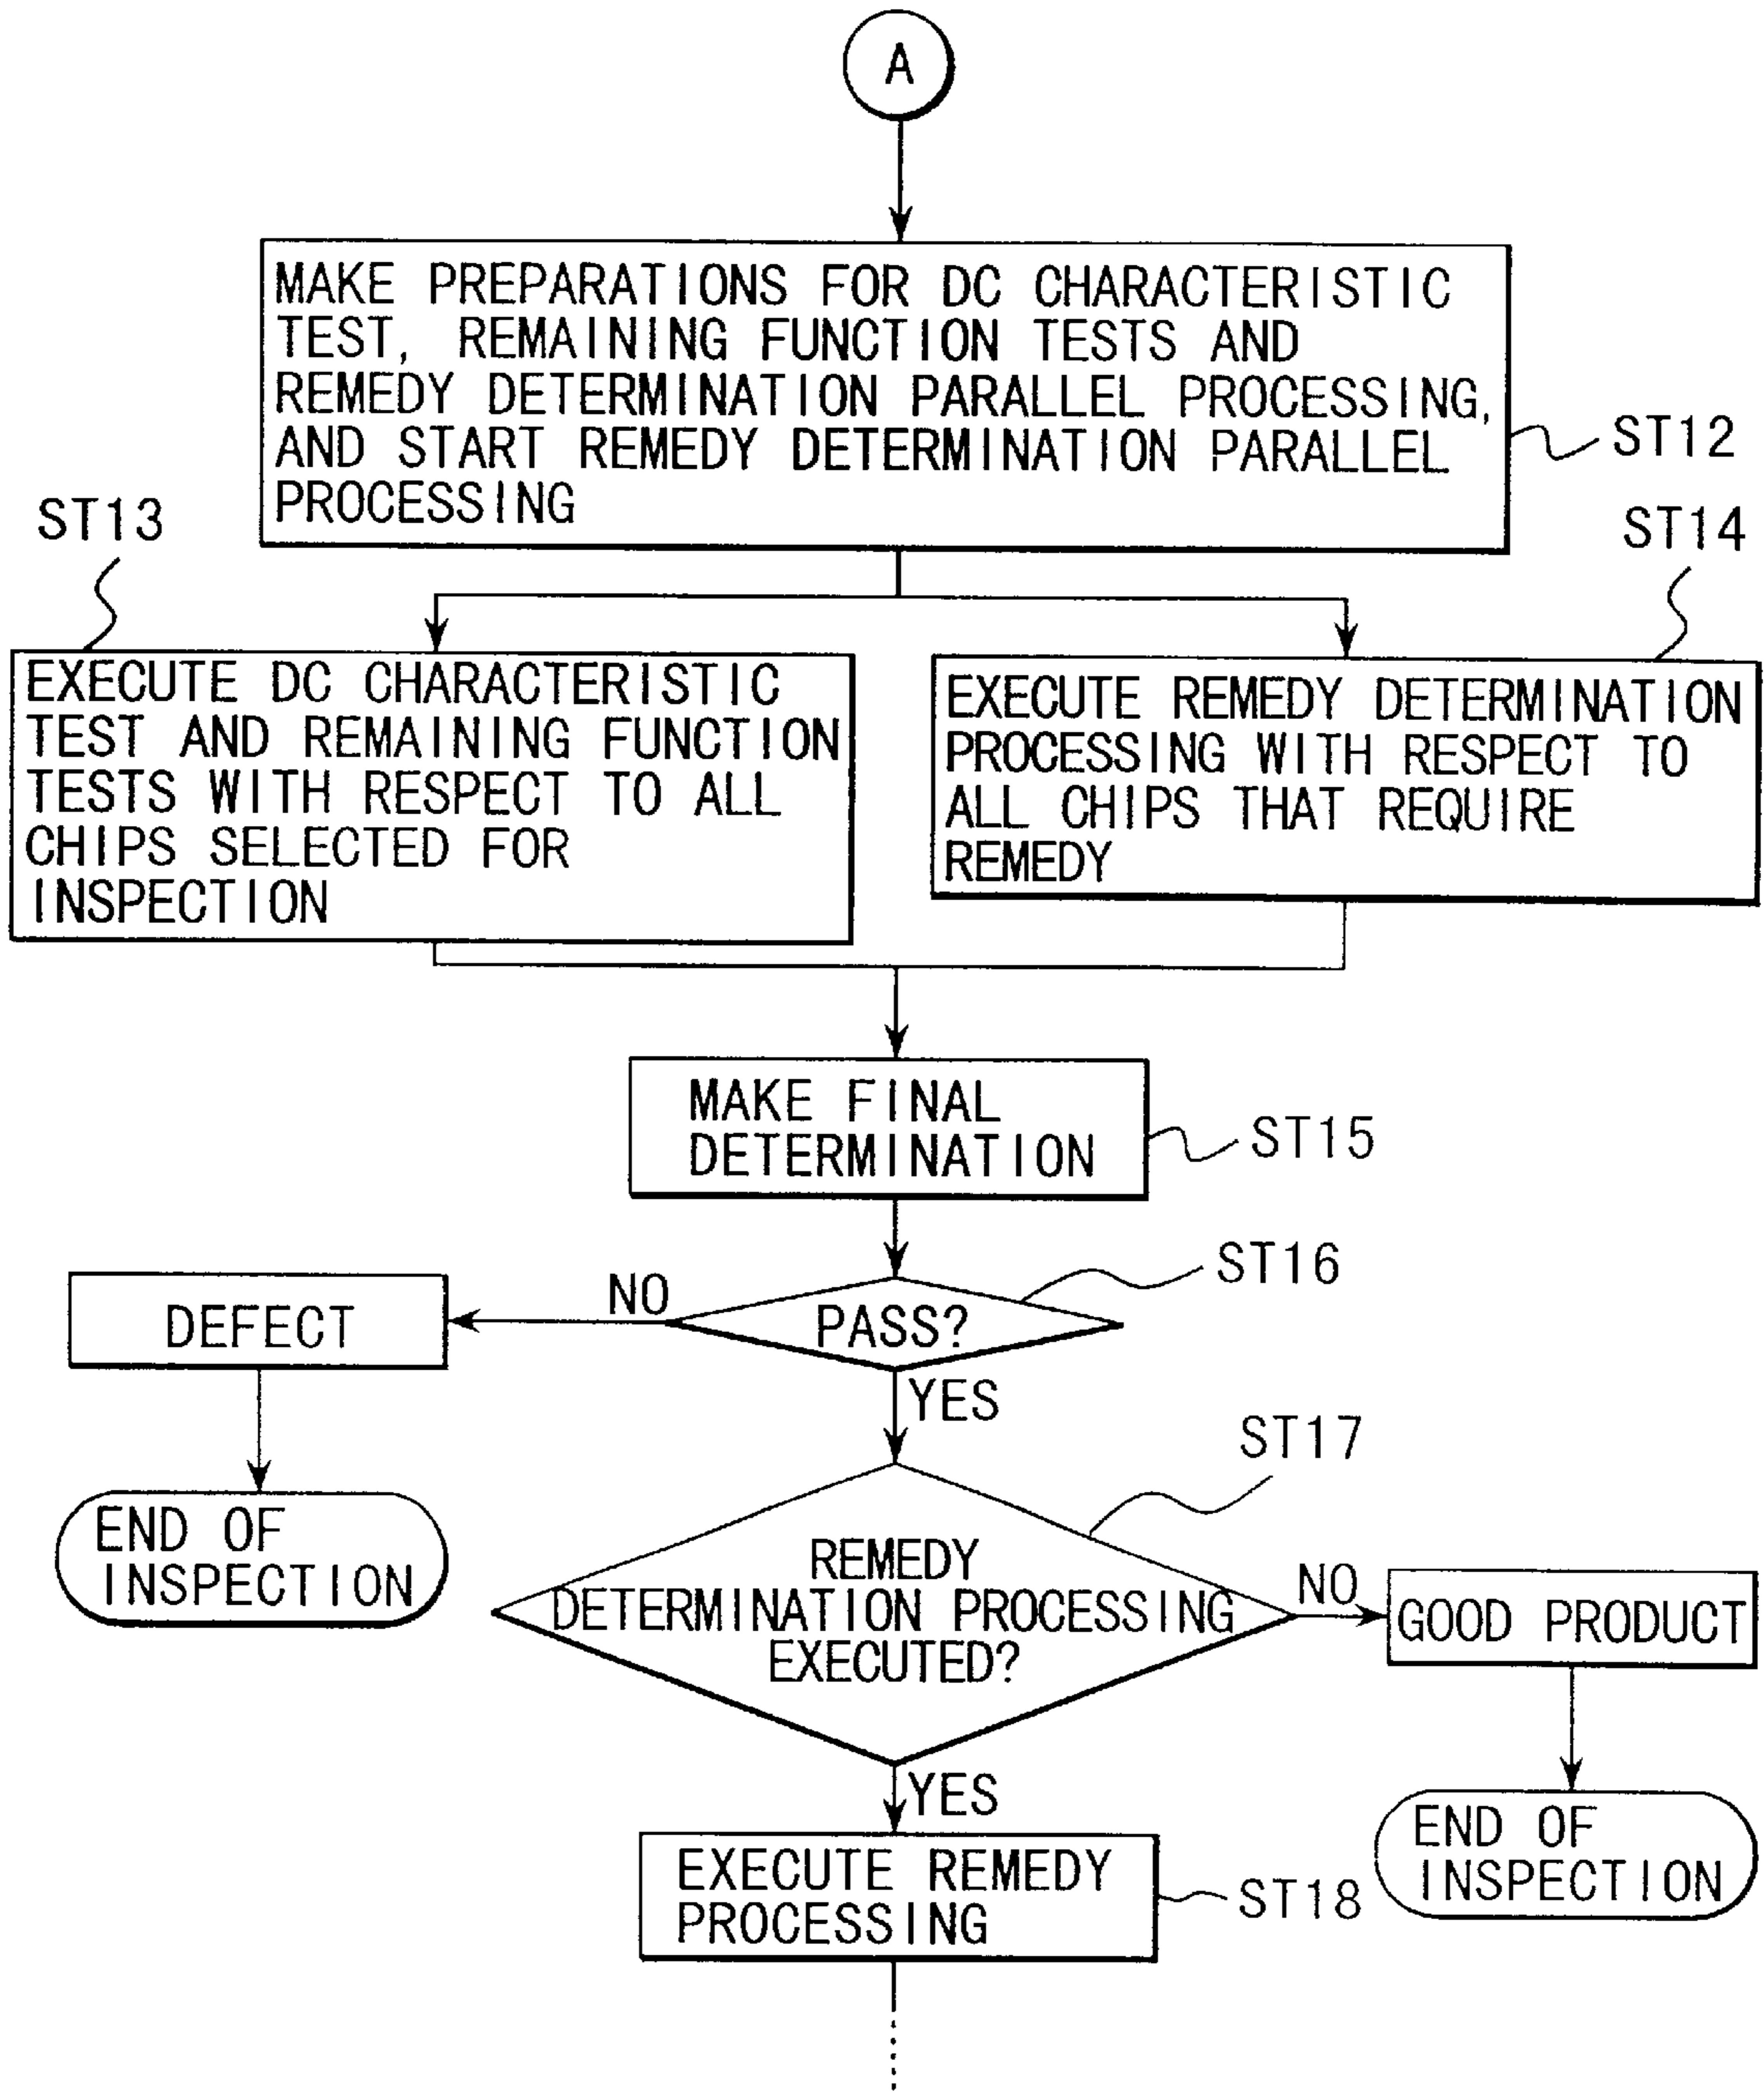 A
MAKE PREPARATIONS FOR DC CHARACTERISTIC
TEST, REMAINING FUNCTION TESTS AND
REMEDY DETERMINATION PARALLEL PROCESSING,
AND START REMEDY DETERMINATION PARALLEL
PROCESSING
ST12
ST13
ST14
EXECUTE DC CHARACTERISTIC
TEST AND REMAINING FUNCTION
TESTS WITH RESPECT TO ALL
CHIPS SELECTED FOR
INSPECTION
EXECUTE REMEDY DETERMINATION
PROCESSING WITH RESPECT TO
ALL CHIPS THAT REQUIRE
REMEDY
MAKE FINAL
DETERMINATION
ST15
ST16
PASS?
NO
DEFECT
YES
END OF
INSPECTION
ST17
REMEDY
DETERMINATION PROCESSING
EXECUTED?
NO
GOOD PRODUCT
YES
END OF
INSPECTION
EXECUTE REMEDY
PROCESSING
ST18